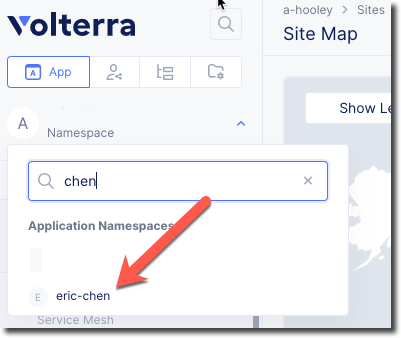 Volterra
a-hooley > Sites
Site Map
App
A
Namespace
Show Le
chen
Application Namespaces
E eric-chen
Service Mesh